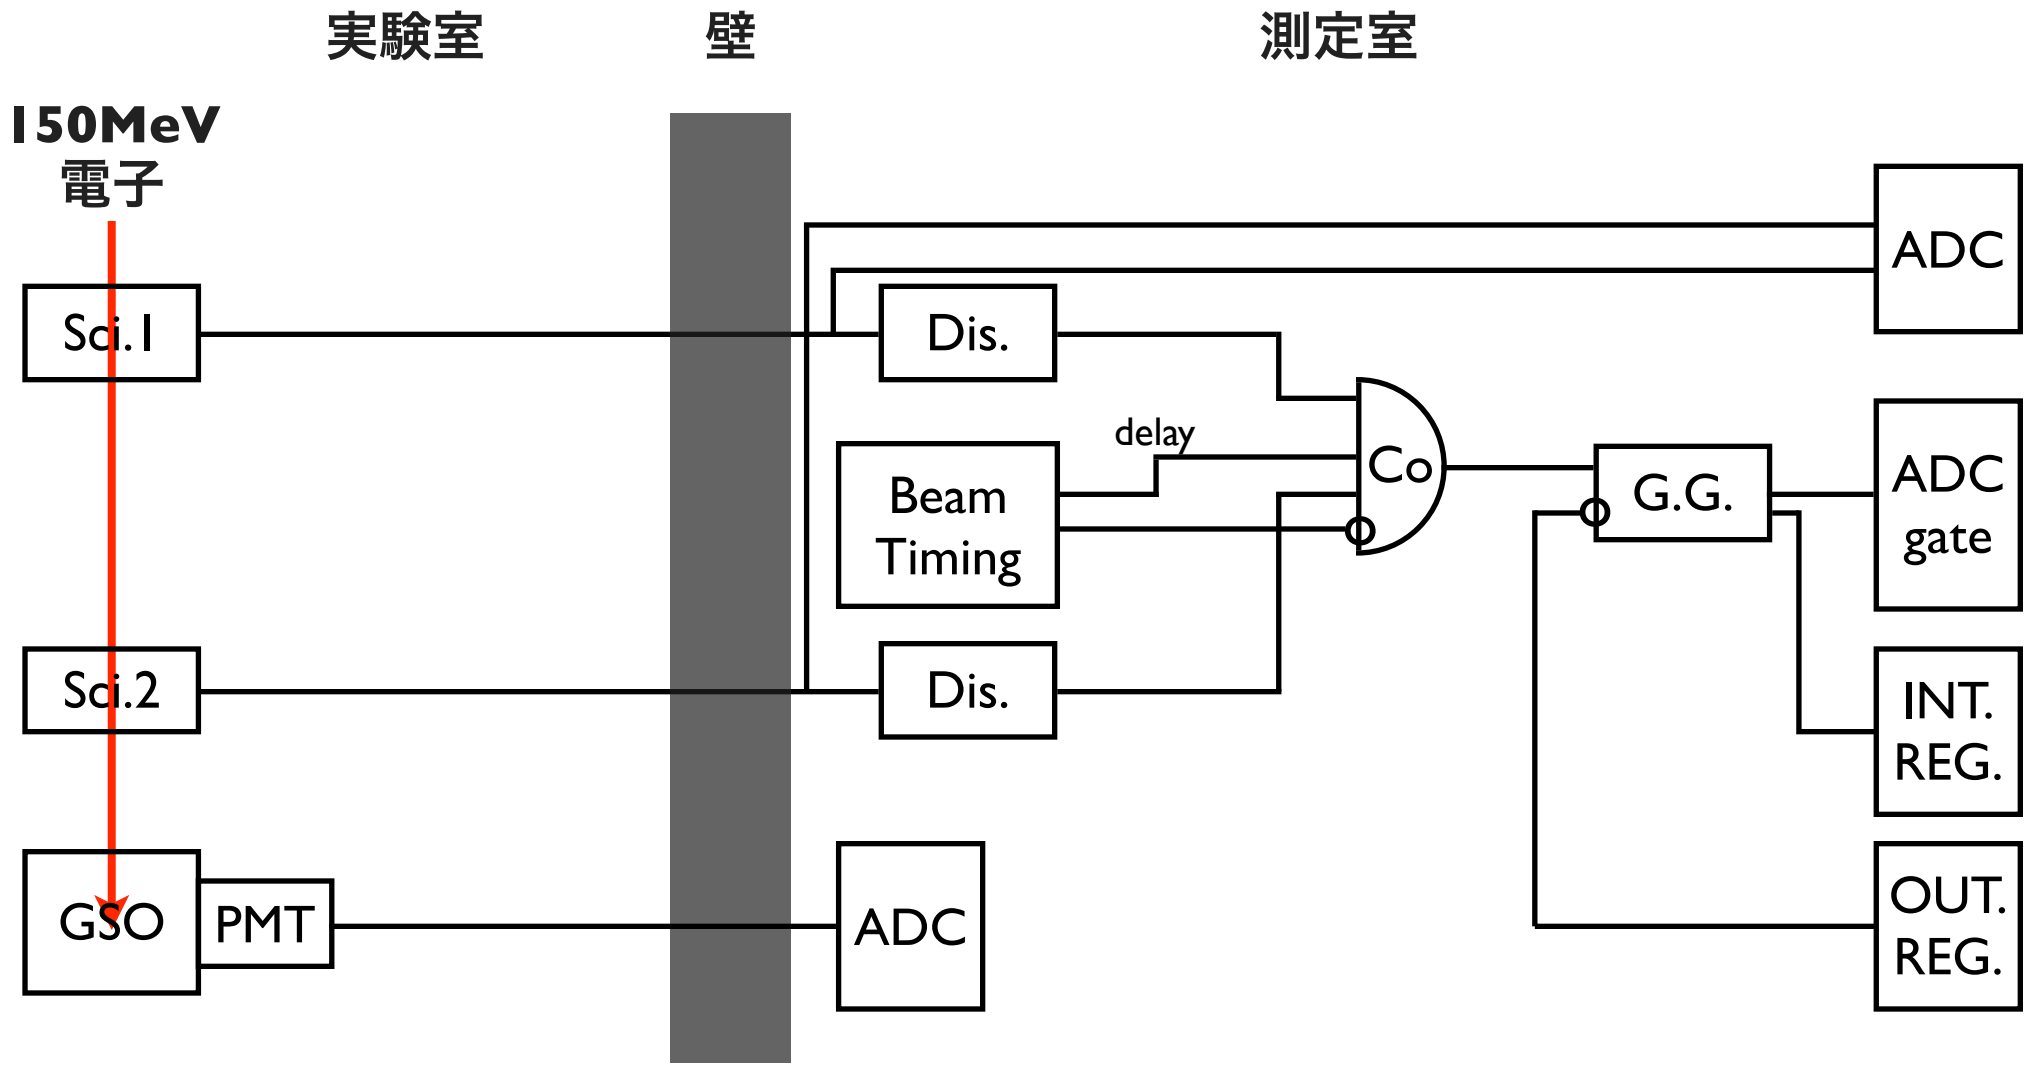 実験室 壁 測定室
150MeV
電子
ADC
Sci.1
Dis.
delay
Co
Beam
Timing
G.G.
ADC
gate
Sci.2
Dis.
INT.
REG.
GSO
PMT
ADC
OUT.
REG.